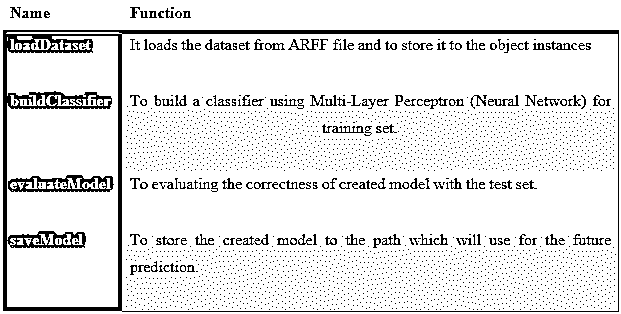 Name Function
loadDataset It loads the dataset from ARFF file and to store it to the object instances
buildClassifier To build a classifier using Multi-Layer Perceptron (Neural Network) for
training set.
evaluateModel To evaluating the correctness of created model with the test set.
saveModel To store the created model to the path which will use for the future
prediction.